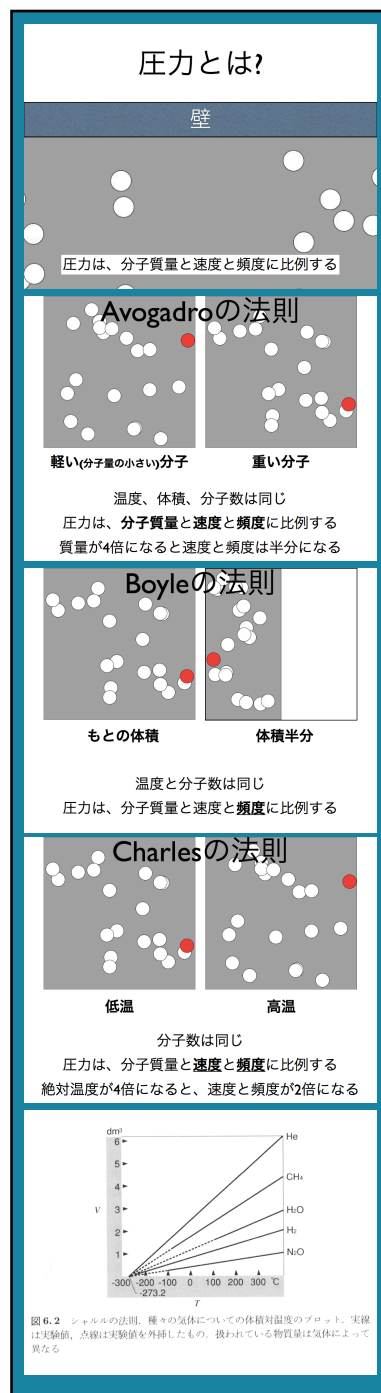 圧力とは?
壁
圧力は、分子質量と速度と頻度に比例する
Avogadroの法則
軽い(分子量の小さい)分子
重い分子
温度、体積、分子数は同じ
圧力は、分子質量と速度と頻度に比例する
質量が4倍になると速度と頻度は半分になる
Boyleの法則
もとの体積
体積半分
温度と分子数は同じ
圧力は、分子質量と速度と頻度に比例する
Charlesの法則
低温
高温
分子数は同じ
圧力は、分子質量と速度と頻度に比例する
絶対温度が4倍になると、速度と頻度が2倍になる
dm³
6
5
4
3
2
1
V
He
CH₄
H₂O
H₂
N₂O
-300 -200 -100 0 100 200 300 ℃
-273.2
T
図6.2 シャルルの法則．種々の気体についての体積対温度のプロット．実線
は実験値，点線は実験値を外挿したもの．扱われている物質量は気体によって
異なる